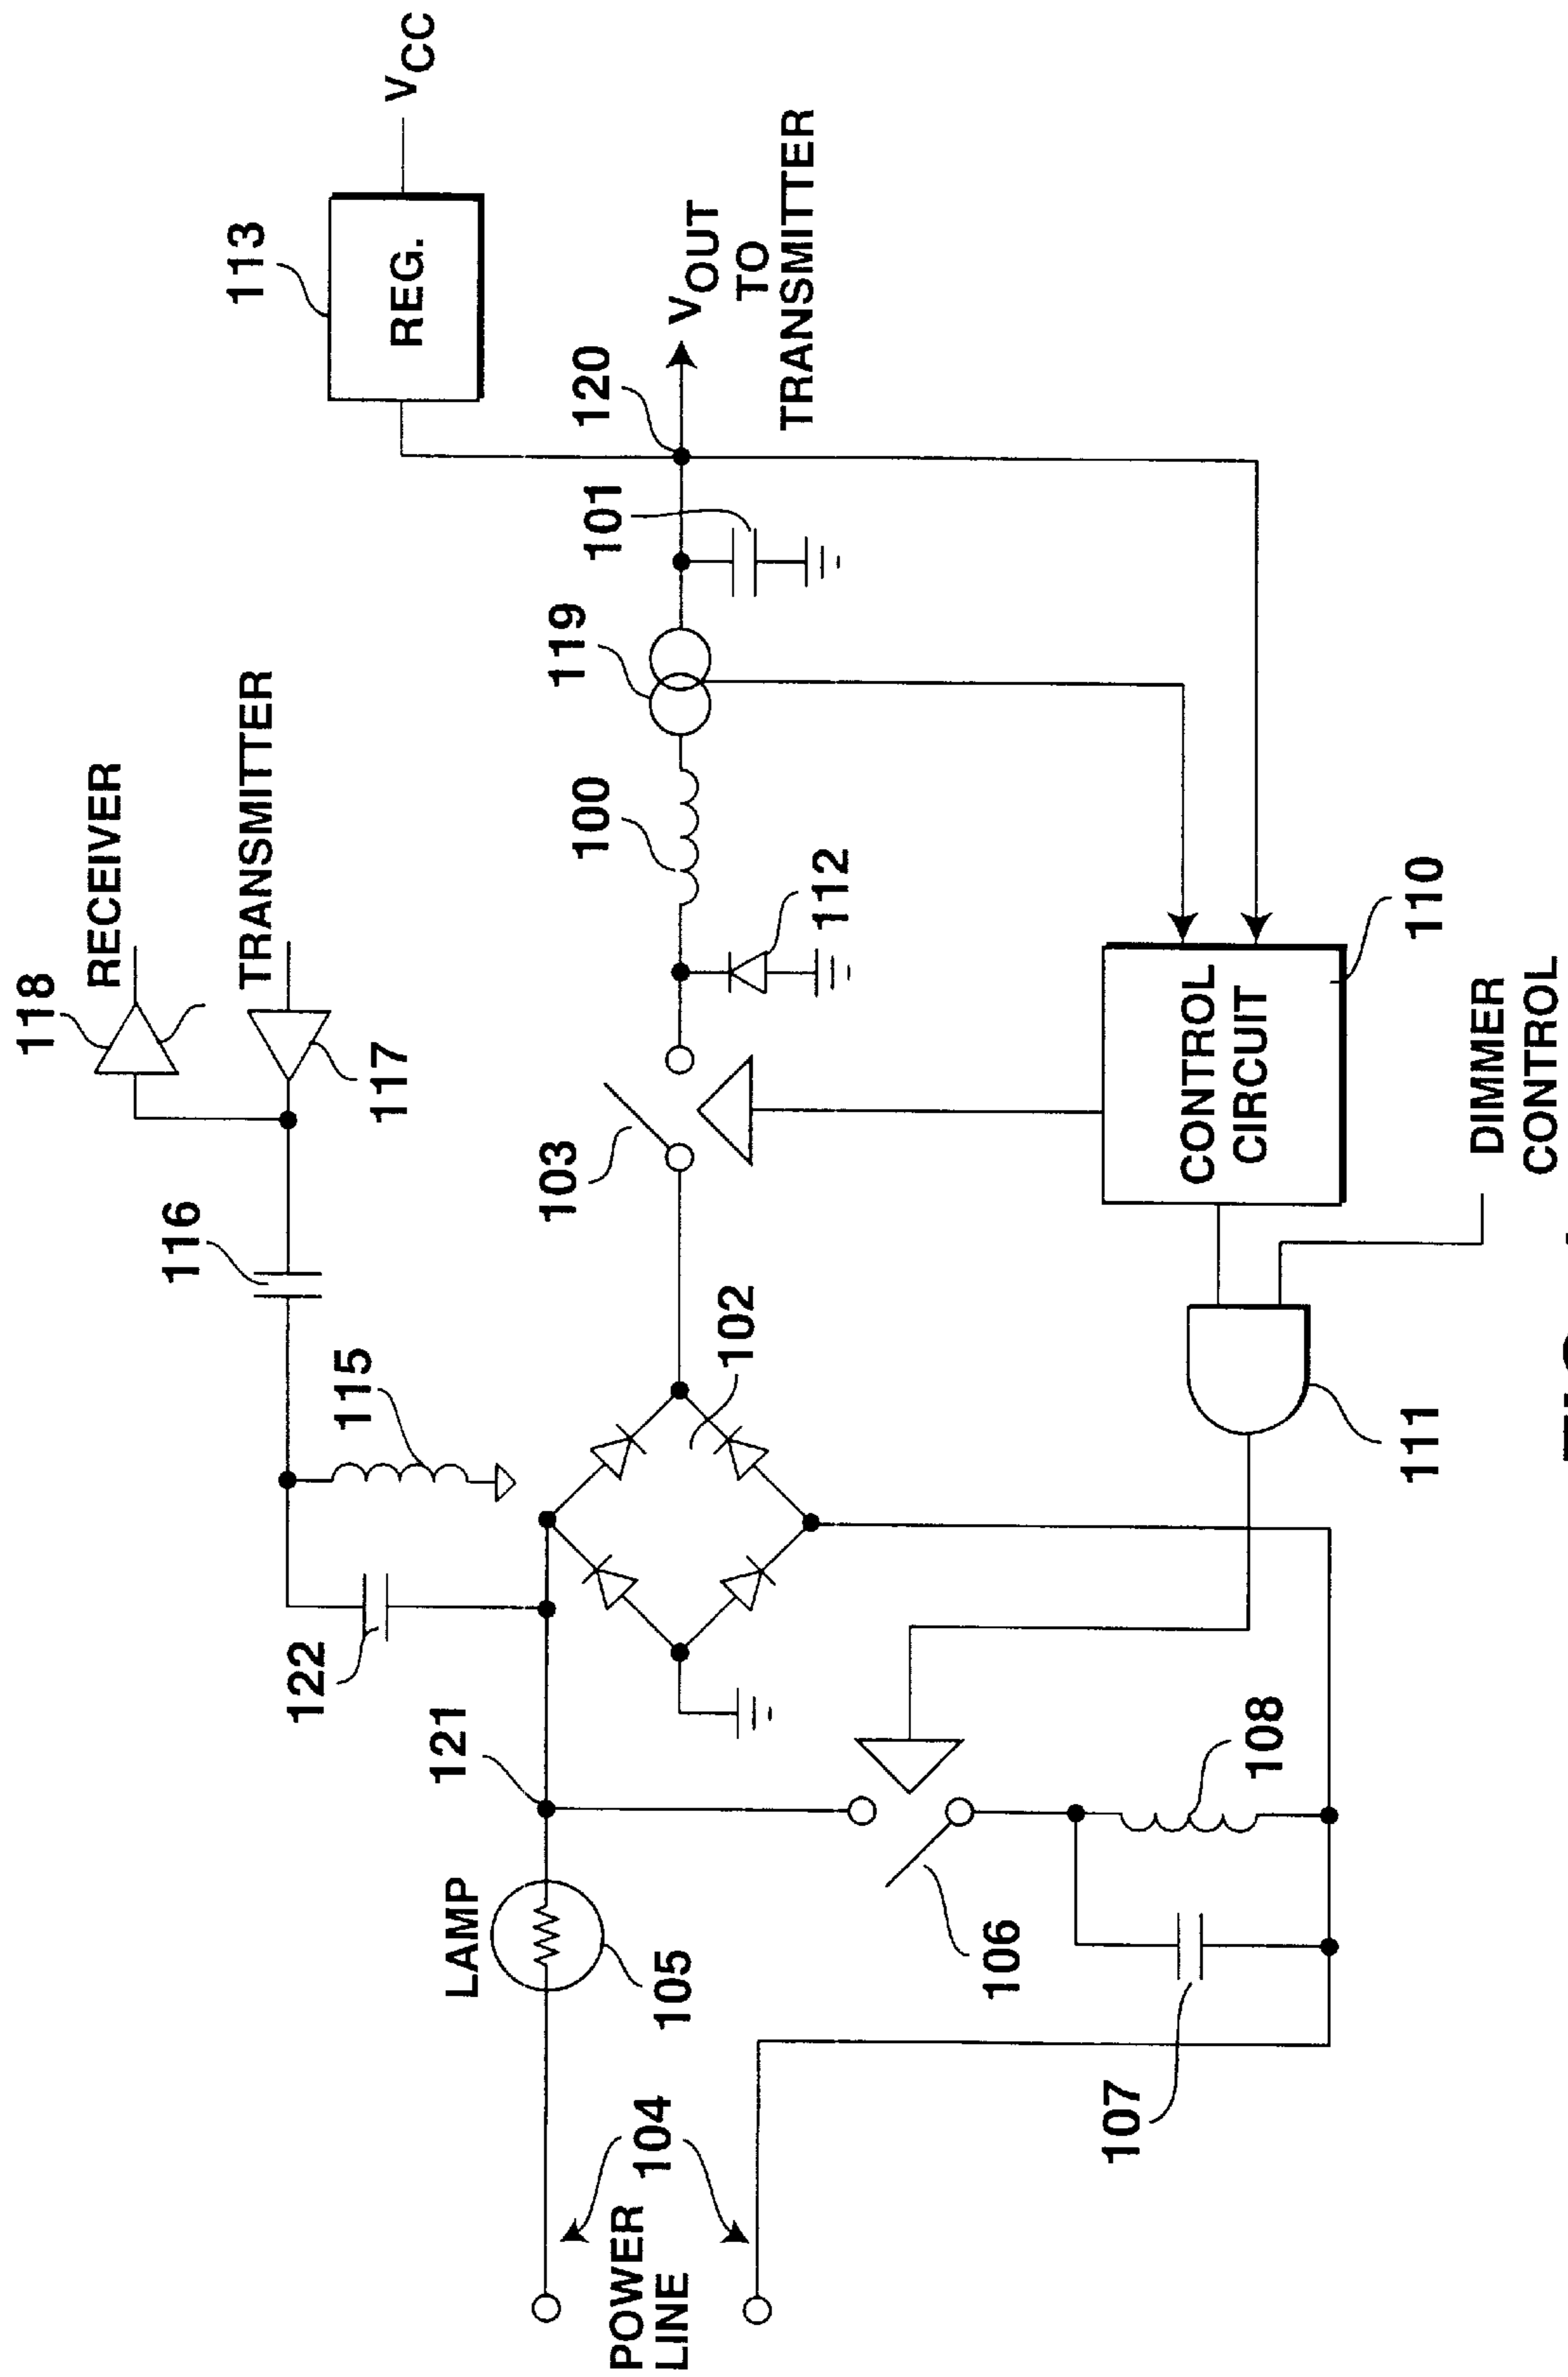 118
RECEIVER
TRANSMITTER
117
116
115
122
113
REG.
VCC
121
LAMP
105
104
POWER
LINE
102
103
112
100
119
101
120
VOUT
TO
TRANSMITTER
106
107
108
111
CONTROL
CIRCUIT
110
DIMMER
CONTROL